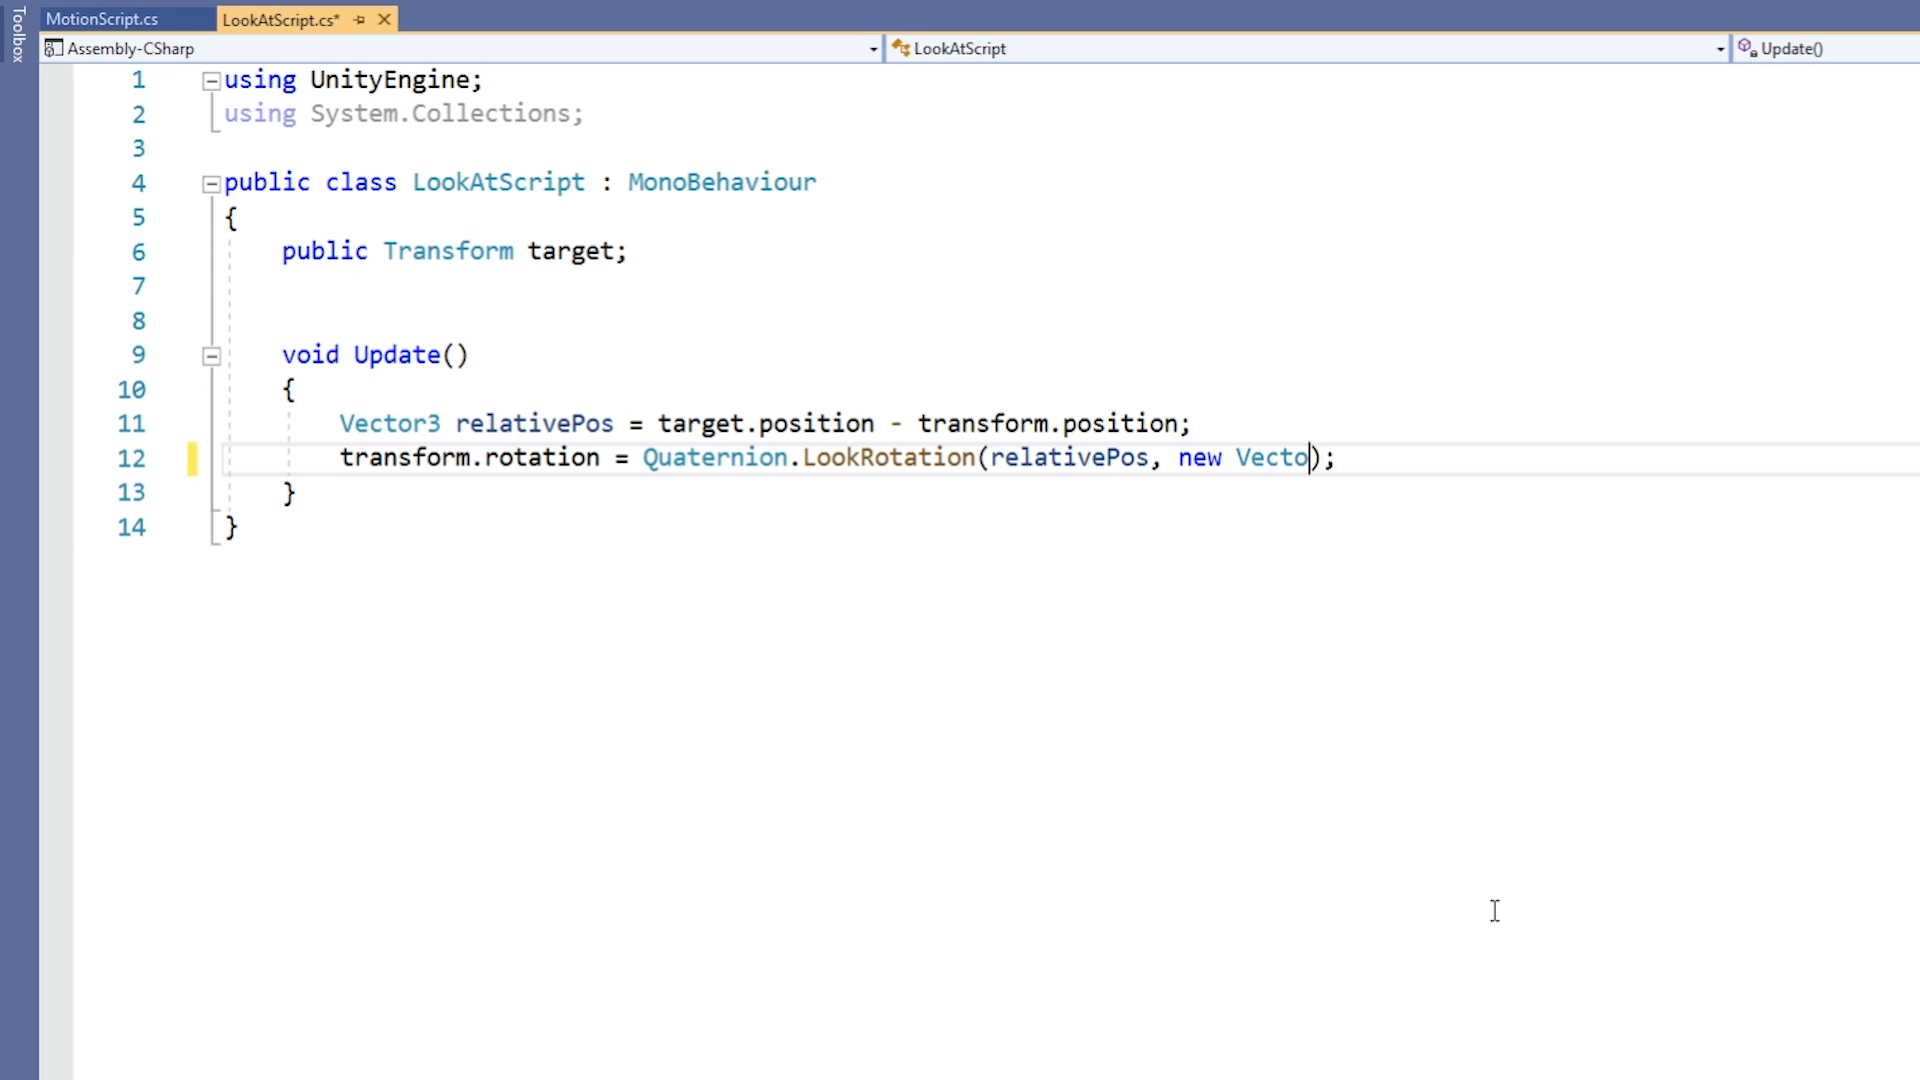 Toolbox
MotionScript.cs
LookAtScript.cs*
Assembly-CSharp
LookAtScript
Update()
1 using UnityEngine;
2 using System.Collections;
3
4 public class LookAtScript : MonoBehaviour
5 {
6 public Transform target;
7
8
9 void Update()
10 {
11 Vector3 relativePos = target.position - transform.position;
12 transform.rotation = Quaternion.LookRotation(relativePos, new Vecto);
13 }
14 }